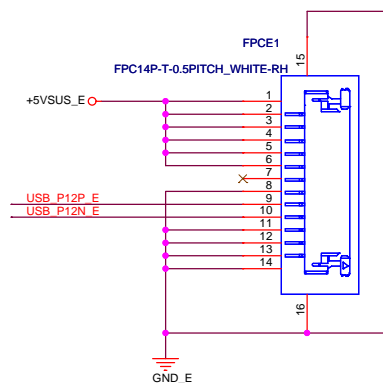 FPCE1
FPC14P-T-0.5PITCH_WHITE-RH
15
+5VSUS_E
1
2
3
4
5
6
7
8
USB_P12P_E
9
USB_P12N_E
10
11
12
13
14
16
GND_E